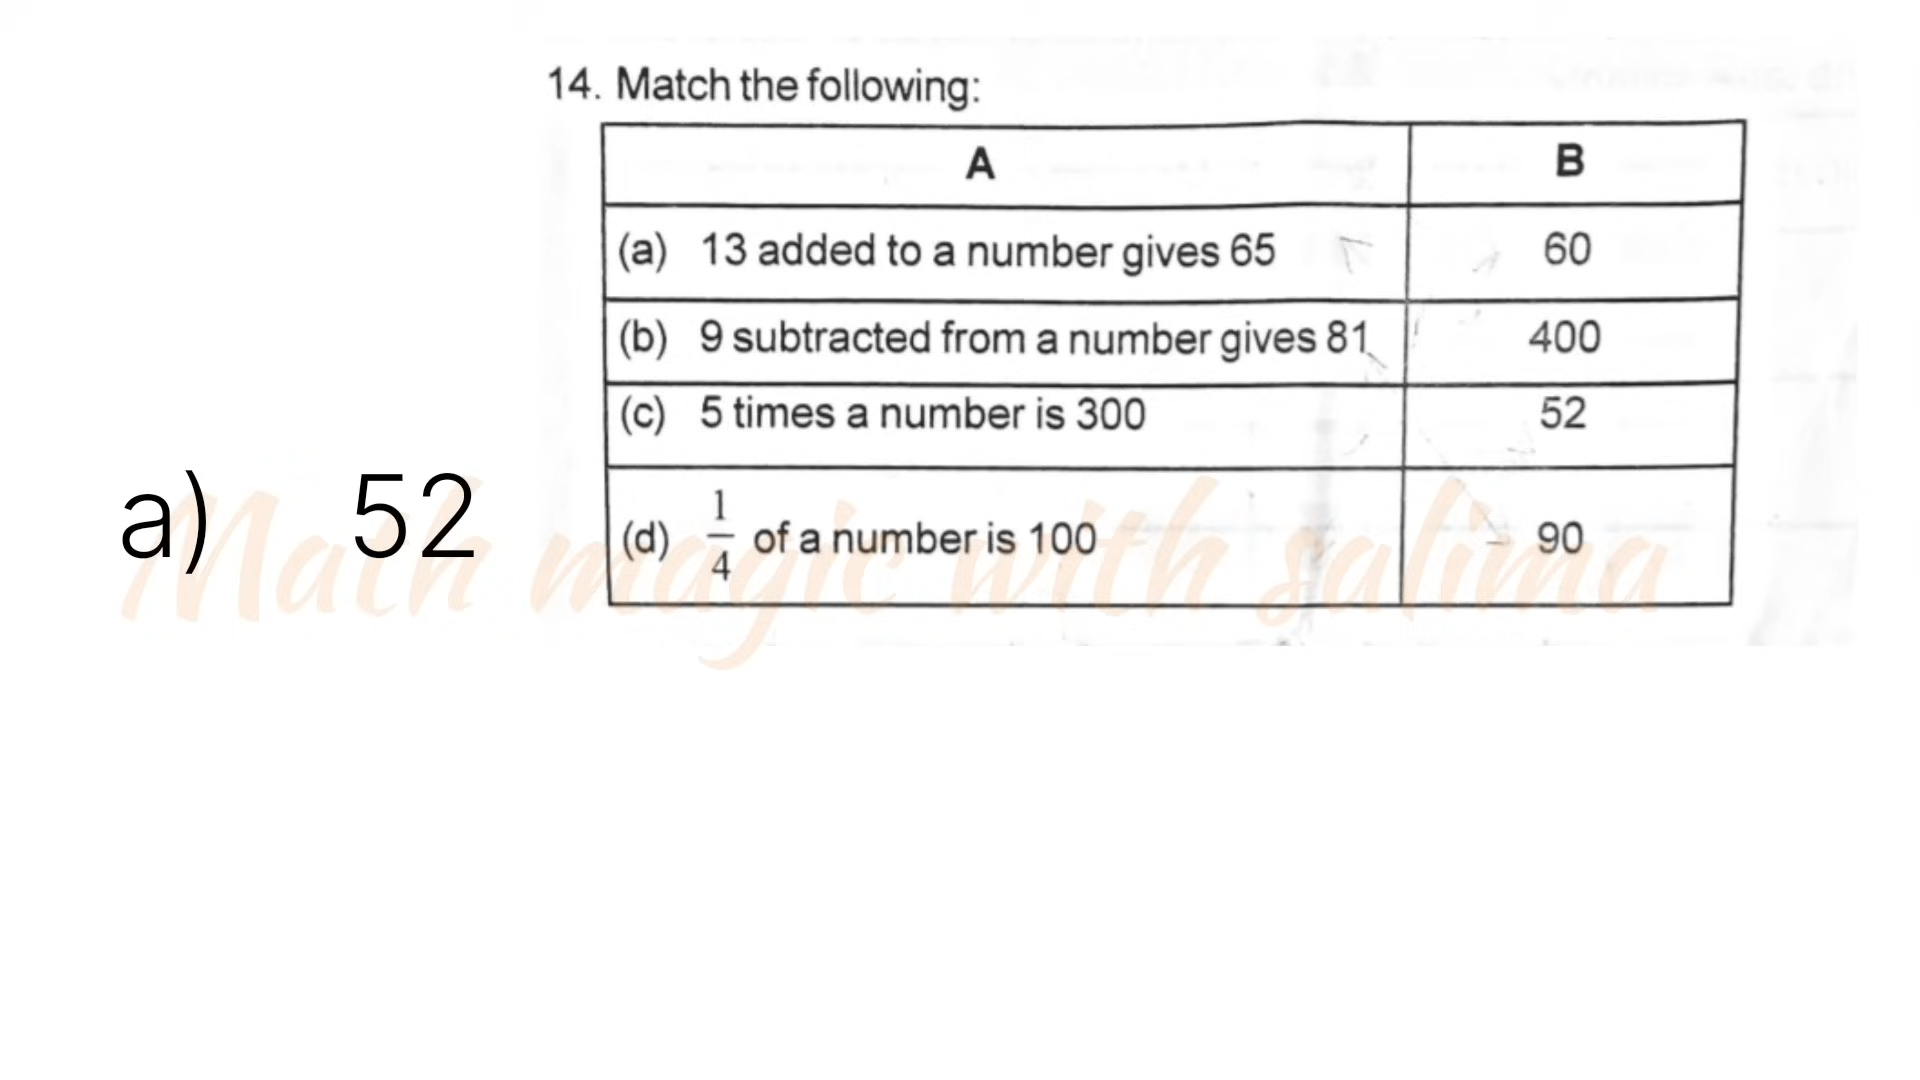 14. Match the following:
A B
(a) 13 added to a number gives 65 60
(b) 9 subtracted from a number gives 81 400
(c) 5 times a number is 300 52
(d) 1/4 of a number is 100 90
a) 52
Math magic with salima